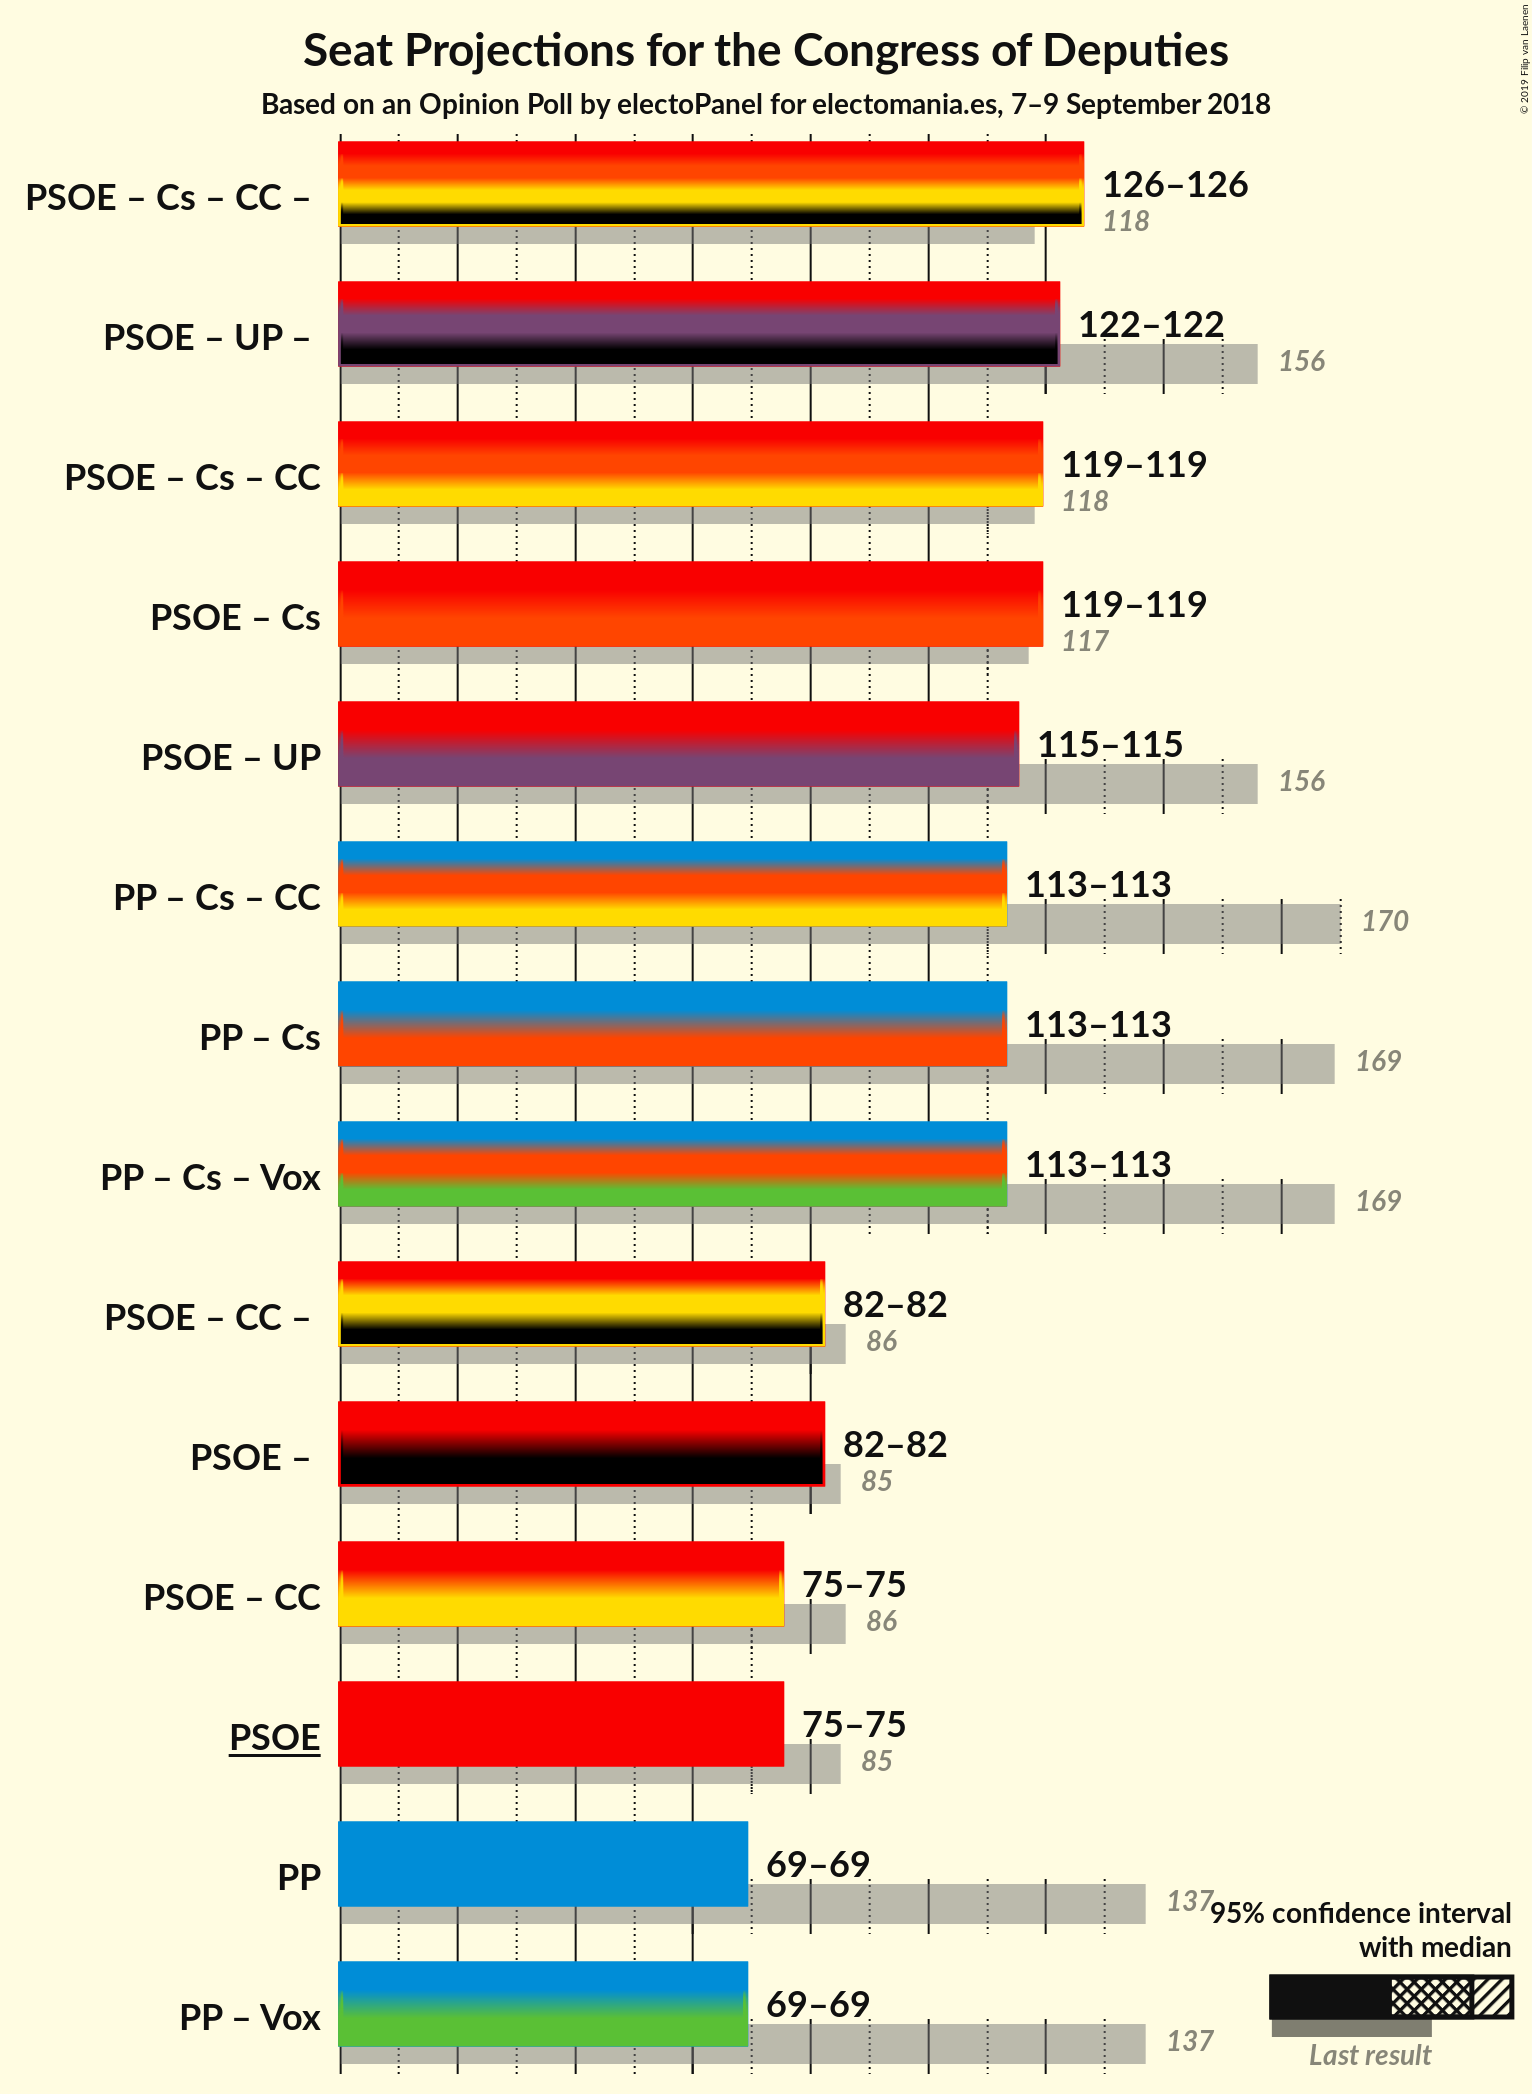 Seat Projections for the Congress of Deputies
Based on an Opinion Poll by electoPanel for electomania.es, 7–9 September 2018
© 2019 Filip van Laenen
PSOE – Cs – CC –
126–126
118
PSOE – UP –
122–122
156
PSOE – Cs – CC
119–119
118
PSOE – Cs
119–119
117
PSOE – UP
115–115
156
PP – Cs – CC
113–113
170
PP – Cs
113–113
169
PP – Cs – Vox
113–113
169
PSOE – CC –
82–82
86
PSOE –
82–82
85
PSOE – CC
75–75
86
PSOE
75–75
85
PP
69–69
137
PP – Vox
69–69
137
95% confidence interval
with median
Last result